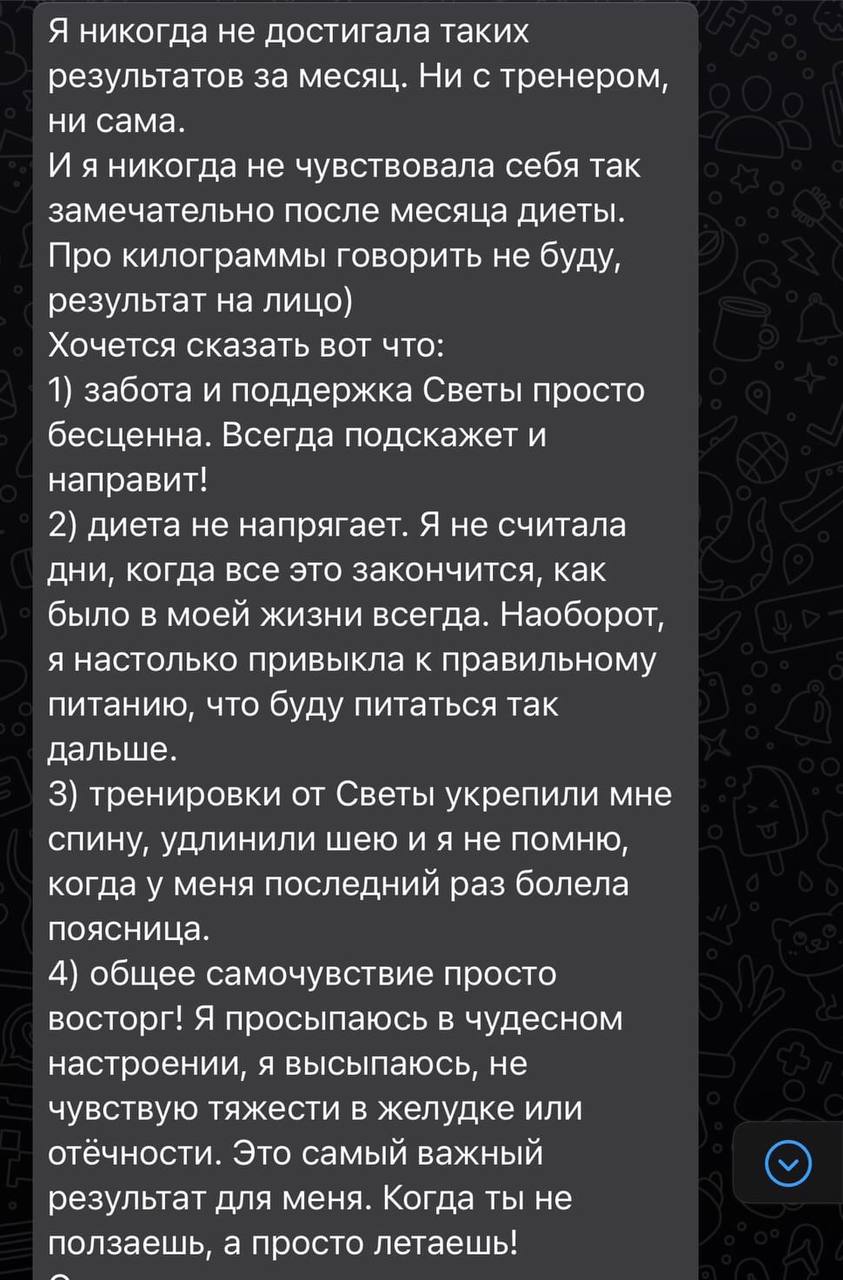 Я никогда не достигала таких
результатов за месяц. Ни с тренером,
ни сама.
И я никогда не чувствовала себя так
замечательно после месяца диеты.
Про килограммы говорить не буду,
результат на лицо)
Хочется сказать вот что:
1) забота и поддержка Светы просто
бесценна. Всегда подскажет и
направит!
2) диета не напрягает. Я не считала
дни, когда все это закончится, как
было в моей жизни всегда. Наоборот,
я настолько привыкла к правильному
питанию, что буду питаться так
дальше.
3) тренировки от Светы укрепили мне
спину, удлинили шею и я не помню,
когда у меня последний раз болела
поясница.
4) общее самочувствие просто
восторг! Я просыпаюсь в чудесном
настроении, я высыпаюсь, не
чувствую тяжести в желудке или
отёчности. Это самый важный
результат для меня. Когда ты не
ползаешь, а просто летаешь!